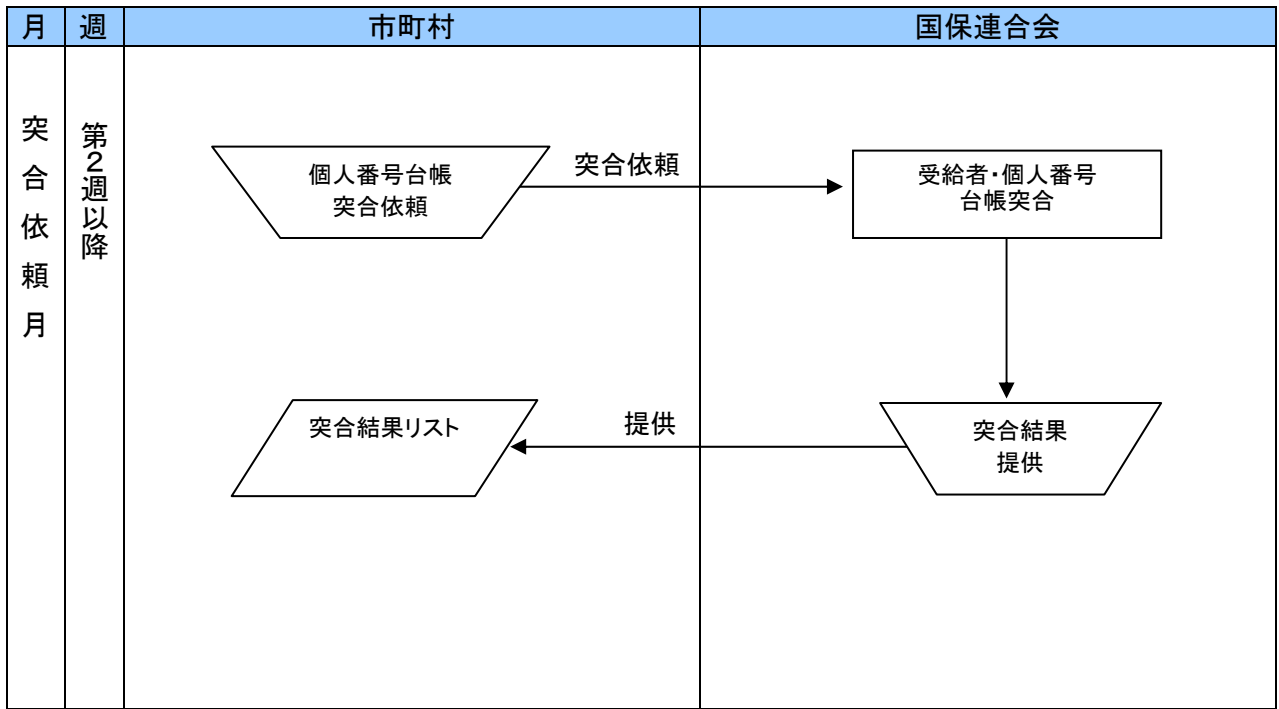 月
週
市町村
国保連合会
突合依頼月
第２週以降
個人番号台帳
突合依頼
突合依頼
受給者・個人番号
台帳突合
突合結果リスト
提供
突合結果
提供